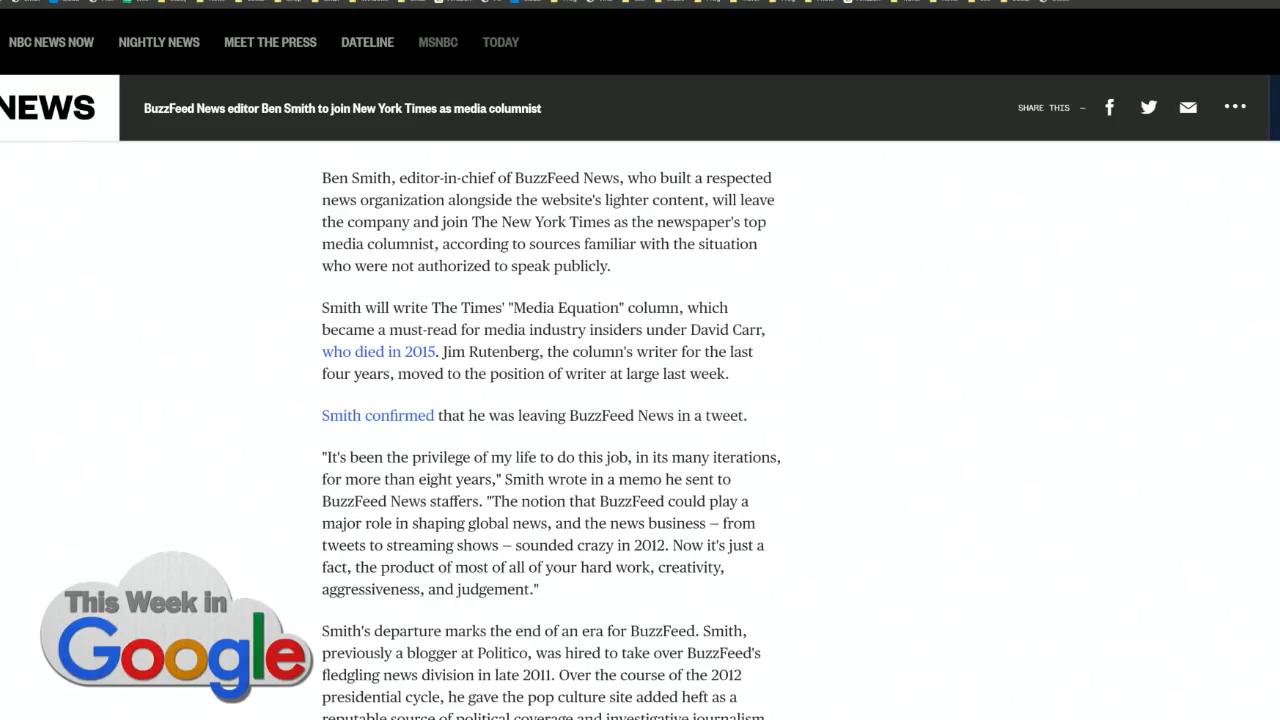 NBC NEWS NOW NIGHTLY NEWS MEET THE PRESS DATELINE MSNBC TODAY
NEWS BuzzFeed News editor Ben Smith to join New York Times as media columnist SHARE THIS —
Ben Smith, editor-in-chief of BuzzFeed News, who built a respected
news organization alongside the website's lighter content, will leave
the company and join The New York Times as the newspaper's top
media columnist, according to sources familiar with the situation
who were not authorized to speak publicly.
Smith will write The Times' "Media Equation" column, which
became a must-read for media industry insiders under David Carr,
who died in 2015. Jim Rutenberg, the column's writer for the last
four years, moved to the position of writer at large last week.
Smith confirmed that he was leaving BuzzFeed News in a tweet.
"It's been the privilege of my life to do this job, in its many iterations,
for more than eight years," Smith wrote in a memo he sent to
BuzzFeed News staffers. "The notion that BuzzFeed could play a
major role in shaping global news, and the news business — from
tweets to streaming shows — sounded crazy in 2012. Now it's just a
fact, the product of most of all of your hard work, creativity,
aggressiveness, and judgement."
Smith's departure marks the end of an era for BuzzFeed. Smith,
previously a blogger at Politico, was hired to take over BuzzFeed's
fledgling news division in late 2011. Over the course of the 2012
presidential cycle, he gave the pop culture site added heft as a
reputable source of political coverage and investigative journalism
This Week in
Google